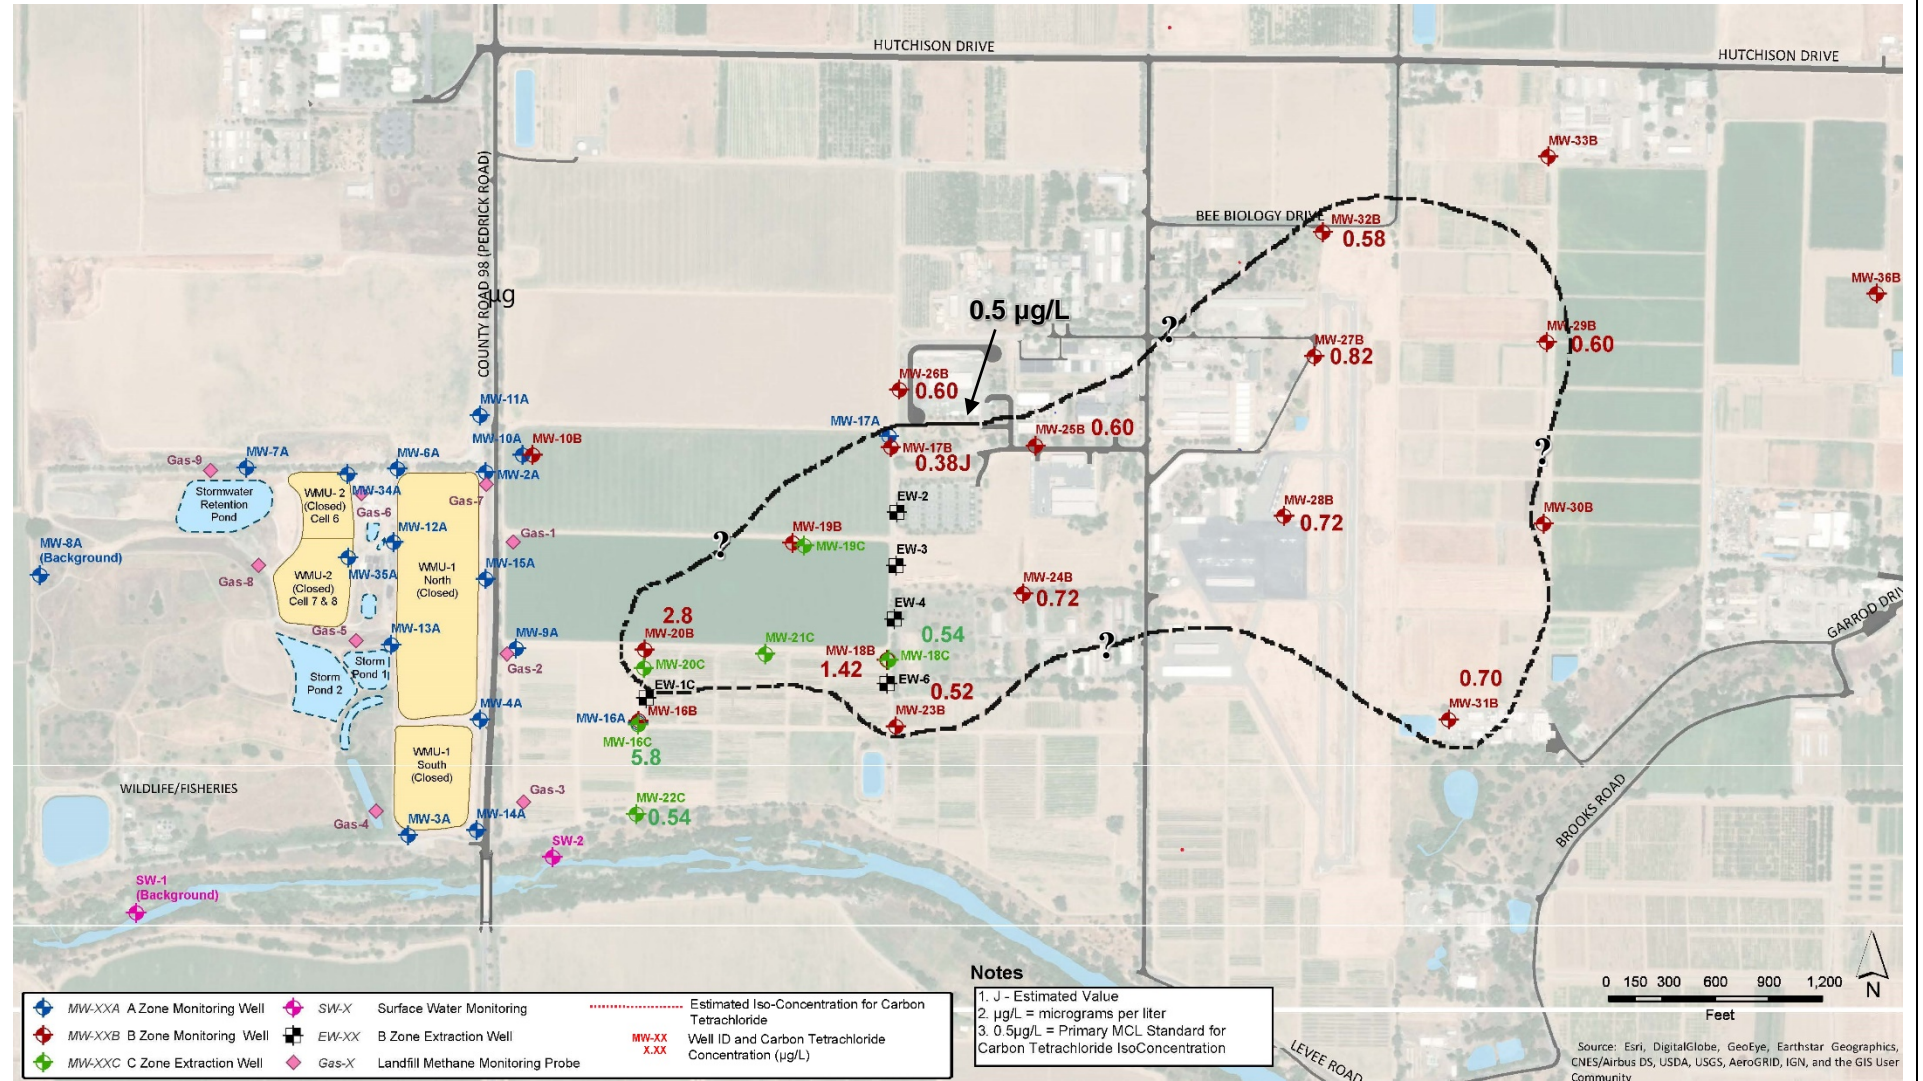 HUTCHISON DRIVE
HUTCHISON DRIVE
COUNTY ROAD 98 (PEDRICK ROAD)
µg
MW-33B
BEE BIOLOGY DRIVE
MW-32B
0.58
MW-36B
0.5 µg/L
?
MW-27B
0.82
MW-29B
0.60
MW-26B
0.60
MW-11A
MW-17A
MW-17B
0.38J
MW-25B
0.60
MW-10A
MW-10B
MW-7A
MW-6A
MW-2A
Gas-9
Gas-7
?
Stormwater
Retention
Pond
WMU- 2
(Closed)
Cell 6
MW-34A
Gas-6
MW-12A
EW-2
MW-28B
0.72
MW-30B
MW-8A
(Background)
Gas-1
?
MW-19B
MW-19C
EW-3
Gas-8
WMU-2
(Closed)
Cell 7 & 8
MW-35A
WMU-1
North
(Closed)
MW-15A
MW-24B
0.72
EW-4
0.54
2.8
MW-20B
MW-20C
MW-21C
MW-18B
1.42
MW-18C
?
GARROD DRIV
Gas-5
MW-13A
MW-9A
Gas-2
Storm
Pond 1
Storm
Pond 2
EW-1C
EW-6
0.52
MW-23B
0.70
MW-31B
MW-4A
MW-16A
MW-16B
MW-16C
5.8
WMU-1
South
(Closed)
WILDLIFE/FISHERIES
Gas-3
MW-22C
0.54
Gas-4
MW-3A
MW-14A
SW-2
BROOKS ROAD
SW-1
(Background)
LEVEE ROAD
MW-XXA A Zone Monitoring Well
MW-XXB B Zone Monitoring Well
MW-XXC C Zone Extraction Well
SW-X Surface Water Monitoring
EW-XX B Zone Extraction Well
Gas-X Landfill Methane Monitoring Probe
Estimated Iso-Concentration for Carbon
Tetrachloride
MW-XX
X.XX
Well ID and Carbon Tetrachloride
Concentration (µg/L)
Notes
1. J - Estimated Value
2. µg/L = micrograms per liter
3. 0.5µg/L = Primary MCL Standard for
Carbon Tetrachloride IsoConcentration
0 150 300 600 900 1,200
Feet
N
Source: Esri, DigitalGlobe, GeoEye, Earthstar Geographics,
CNES/Airbus DS, USDA, USGS, AeroGRID, IGN, and the GIS User
Community